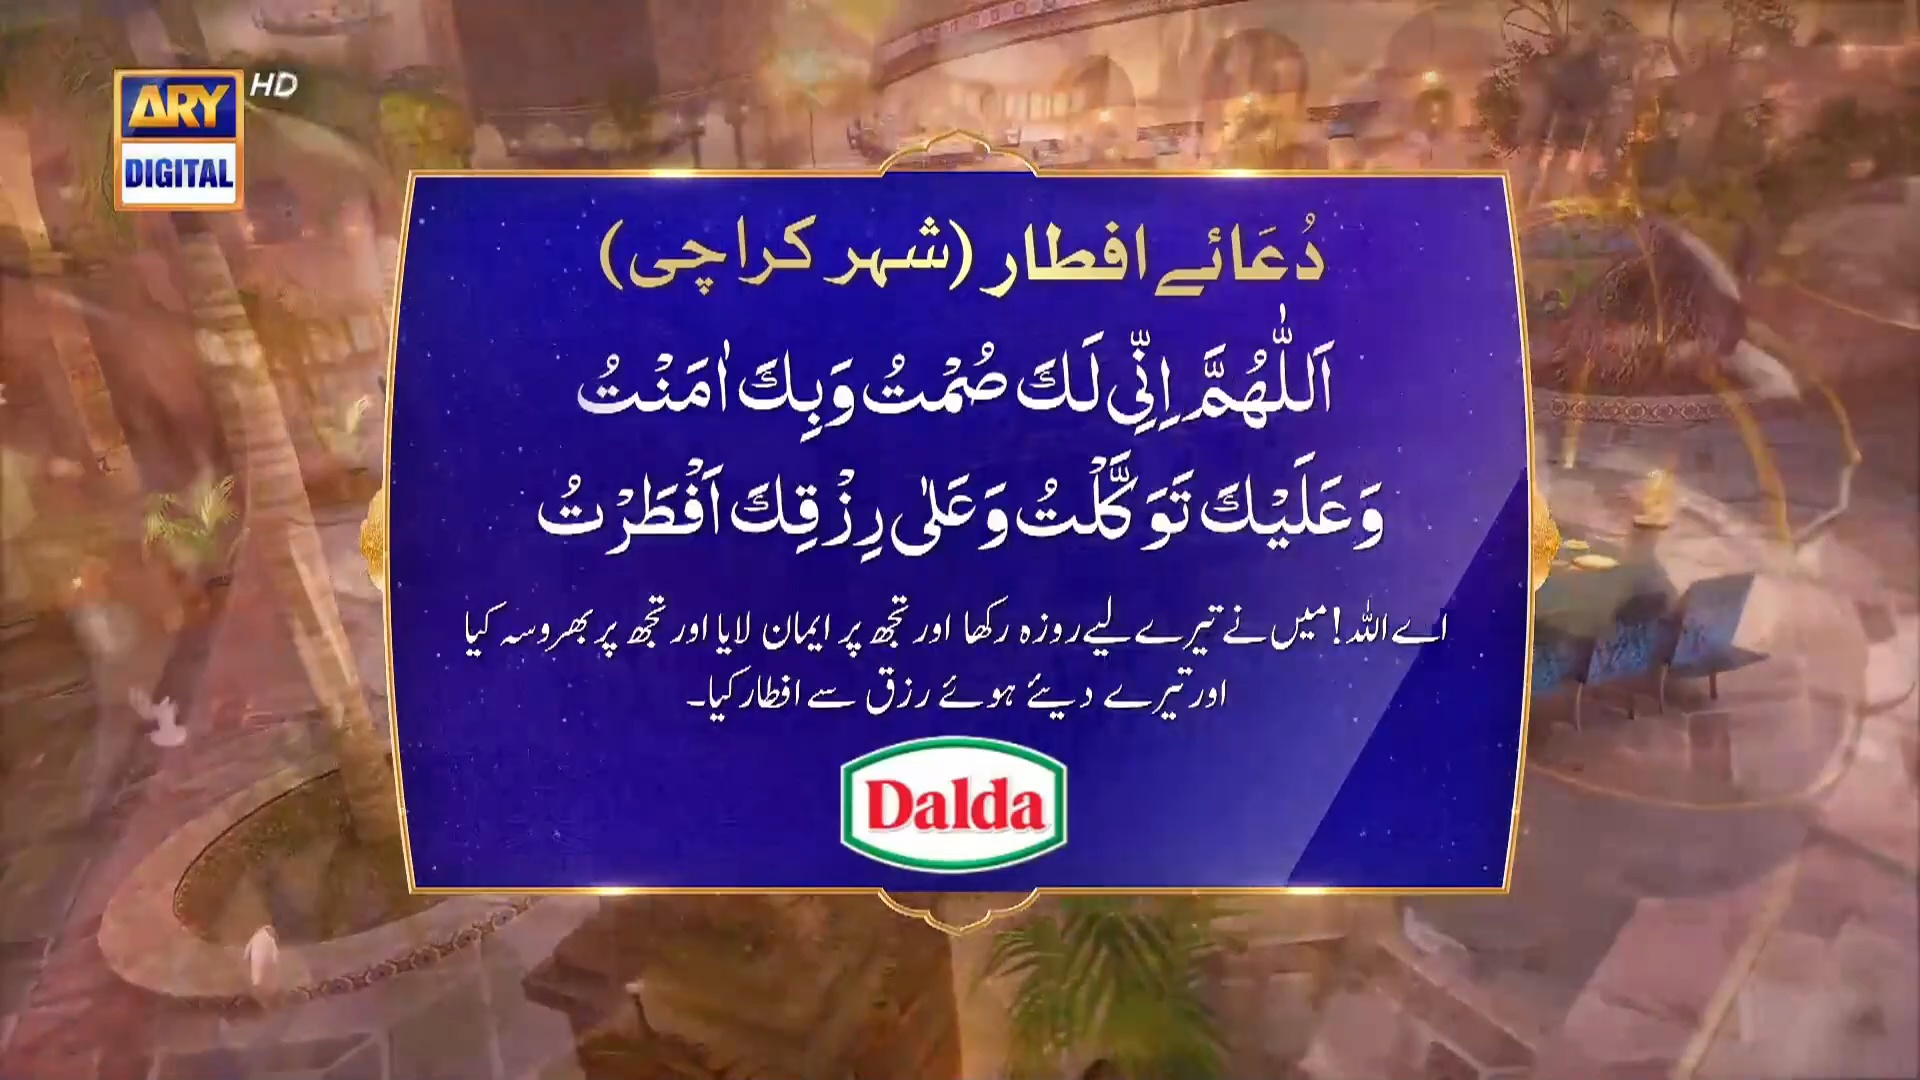 ARY HD
DIGITAL
دُعَائے افطار (شہر کراچی)
اَللّٰهُمَّ اِنِّی لَکَ صُمْتُ وَبِکَ اٰمَنْتُ
وَعَلَيْکَ تَوَکَّلْتُ وَعَلٰی رِزْقِکَ اَفْطَرْتُ
اے اللہ! میں نے تیرے لیے روزہ رکھا اور تجھ پر ایمان لایا اور تجھ پر بھروسہ کیا
اور تیرے دیئے ہوئے رزق سے افطار کیا۔
Dalda